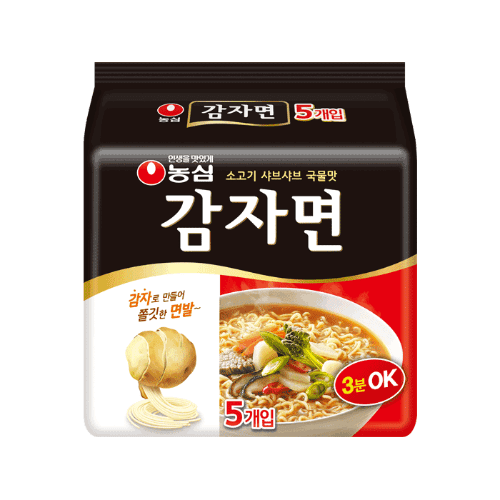 농심 감자면 5개입
인생을 맛있게
농심 소고기 샤브샤브 국물맛
감자면
감자로 만들어
쫄깃한 면발~
3분 OK
5개입